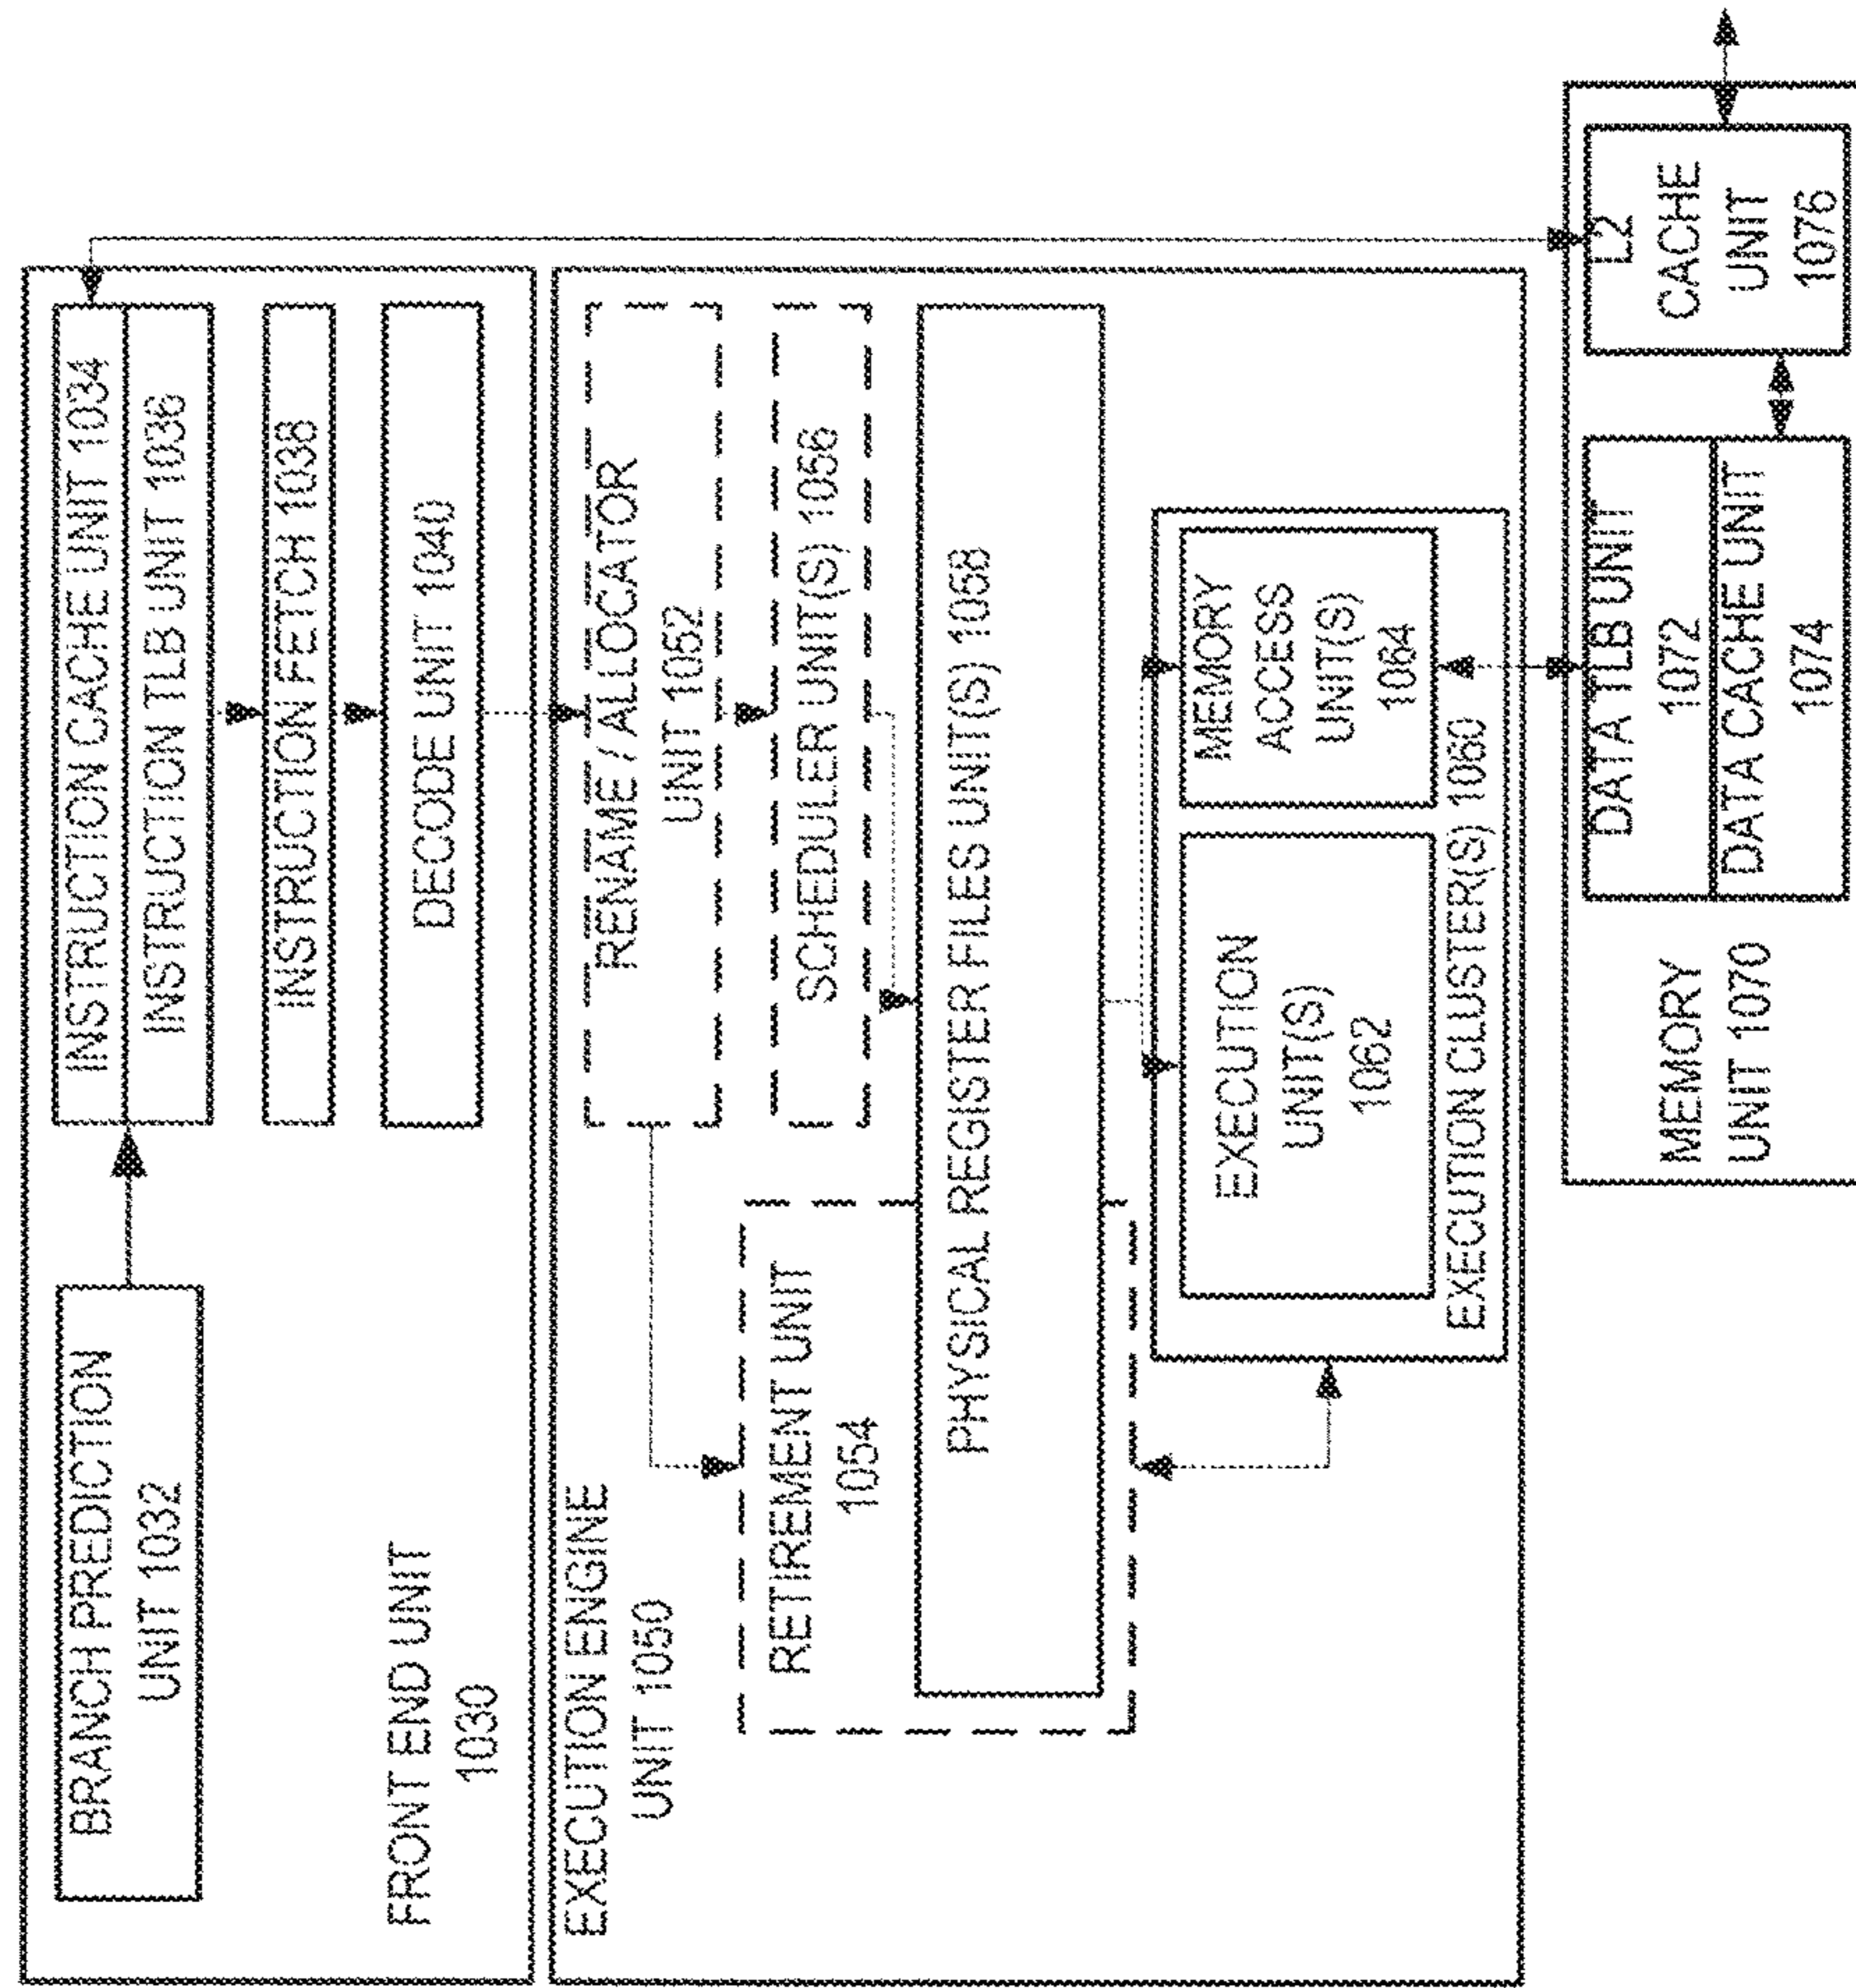 BRANCH PREDICTION
UNIT 1032
INSTRUCTION CACHE UNIT 1034
INSTRUCTION TLB UNIT 1036
INSTRUCTION FETCH 1038
DECODE UNIT 1040
FRONT END UNIT
1030
EXECUTION ENGINE
UNIT 1050
RENAME / ALLOCATOR
UNIT 1052
SCHEDULER UNIT(S) 1056
RETIREMENT UNIT
1054
PHYSICAL REGISTER FILES UNIT(S) 1058
EXECUTION
UNIT(S)
1062
MEMORY
ACCESS
UNIT(S)
1064
EXECUTION CLUSTER(S) 1060
MEMORY
UNIT 1070
DATA TLB UNIT
1072
DATA CACHE UNIT
1074
L2
CACHE
UNIT
1076